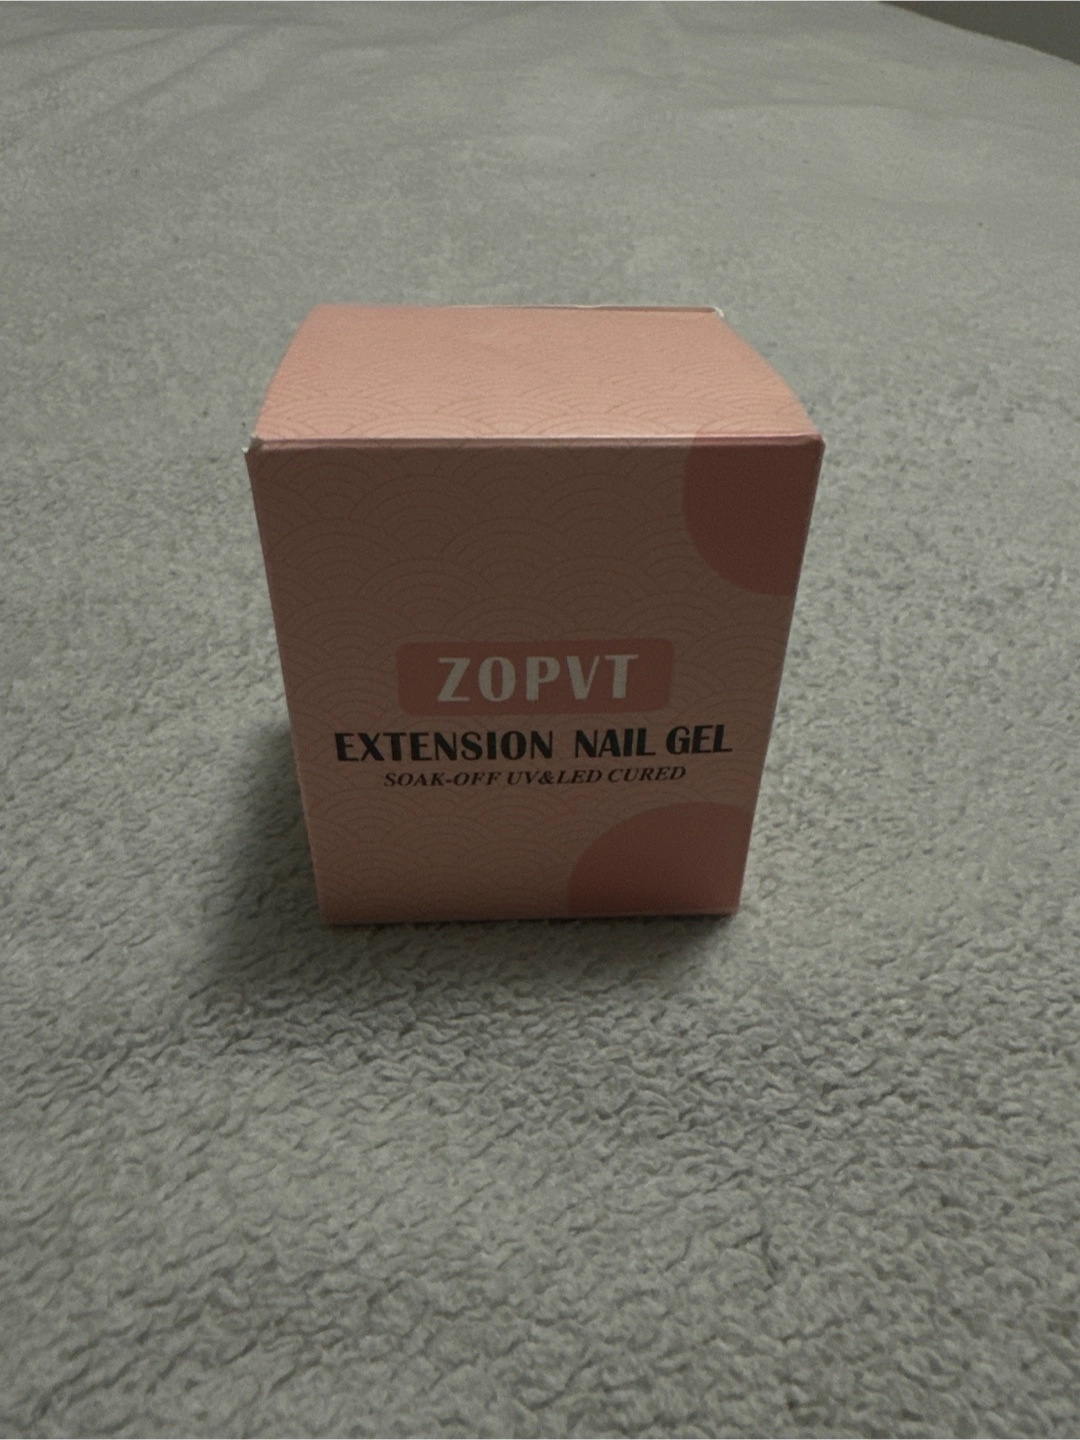 ZOPVT
EXTENSION NAIL GEL
SOAK-OFF UV&LED CURED